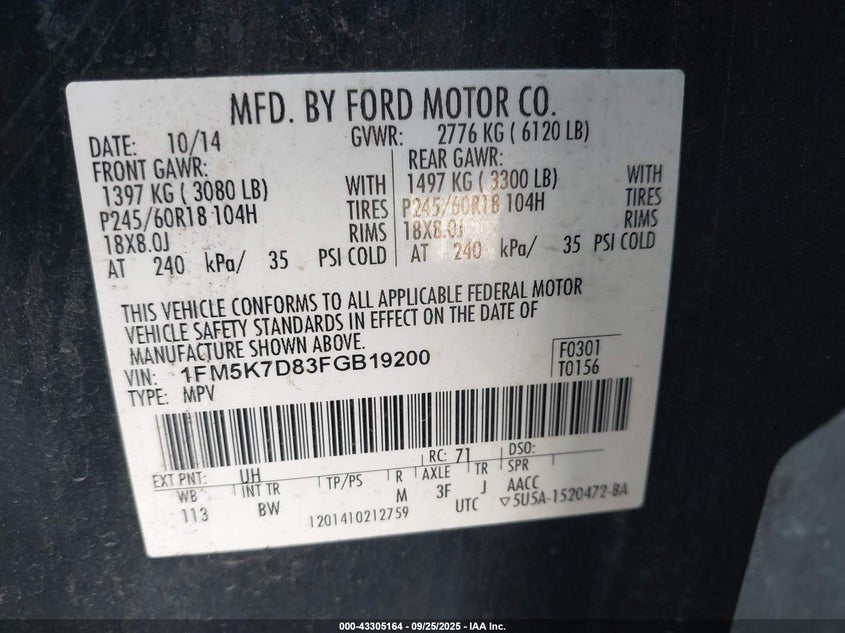 MFD. BY FORD MOTOR CO.
DATE: 10/14 GVWR: 2776 KG ( 6120 LB)
FRONT GAWR: REAR GAWR:
1397 KG ( 3080 LB) WITH 1497 KG ( 3300 LB) WITH
P245/60R18 104H TIRES P245/60R18 104H TIRES
18X8.0J RIMS 18X8.0J RIMS
AT 240 kPa/ 35 PSI COLD AT 240 kPa/ 35 PSI COLD
THIS VEHICLE CONFORMS TO ALL APPLICABLE FEDERAL MOTOR
VEHICLE SAFETY STANDARDS IN EFFECT ON THE DATE OF
MANUFACTURE SHOWN ABOVE.
VIN: 1FM5K7D83FGB19200 F0301
TYPE: MPV T0156
EXT PNT: UH RC: 71 DSO:
WB INT TR TP/PS R AXLE TR SPR
113 BW M 3F J AACC
1201410212759 UTC ▽5U5A-1520472-BA
000-43305164 - 09/25/2025 - IAA Inc.